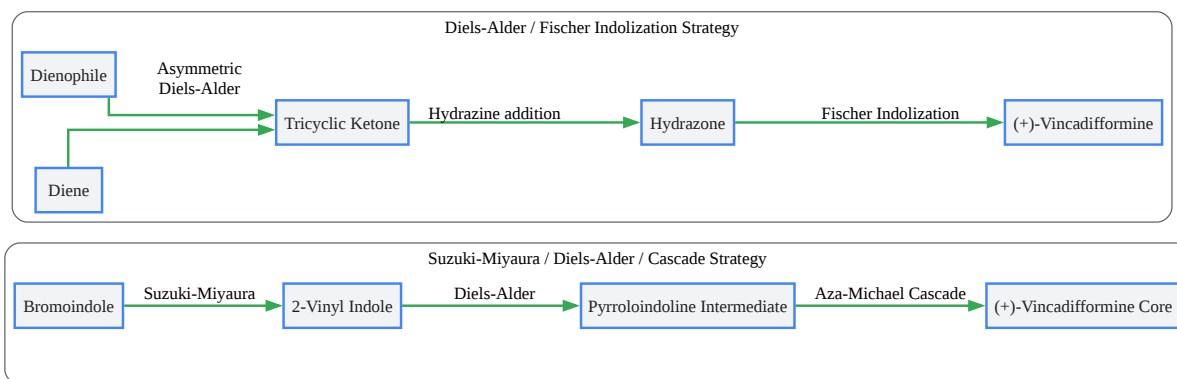 Diels-Alder / Fischer Indolization Strategy
Dienophile
Asymmetric
Diels-Alder
Tricyclic Ketone
Hydrazine addition
Hydrazone
Fischer Indolization
(+)-Vincadifformine
Diene
Suzuki-Miyaura / Diels-Alder / Cascade Strategy
Bromoindole
Suzuki-Miyaura
2-Vinyl Indole
Diels-Alder
Pyrroloindoline Intermediate
Aza-Michael Cascade
(+)-Vincadifformine Core